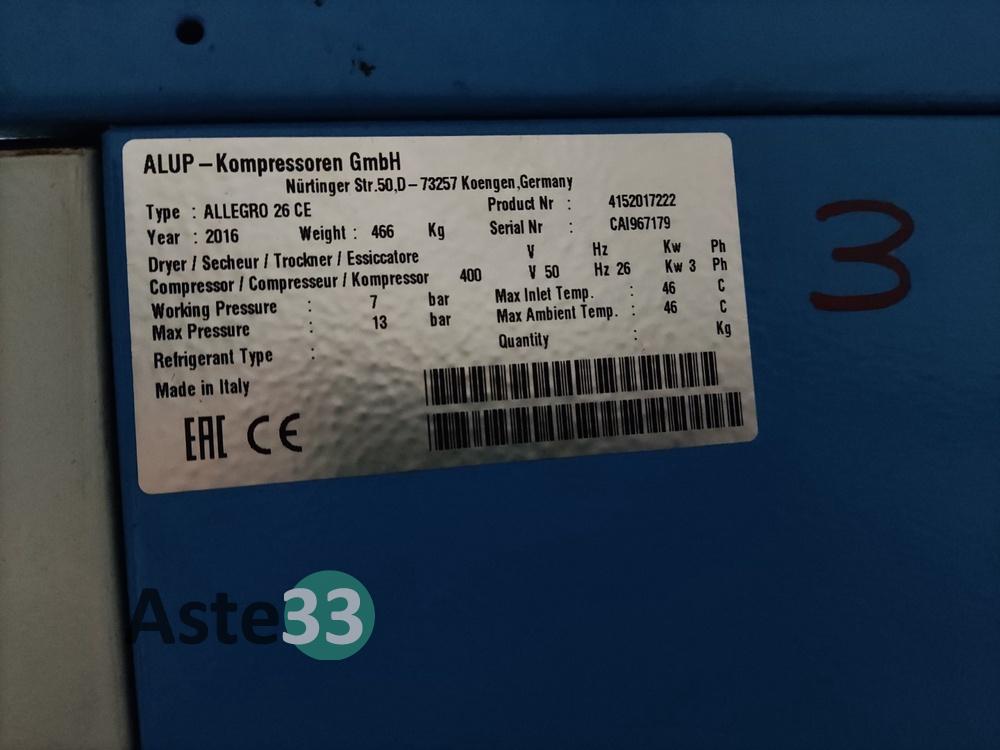 ALUP – Kompressoren GmbH
Nürtinger Str.50,D – 73257 Koengen,Germany
Type : ALLEGRO 26 CE Product Nr : 4152017222
Year : 2016 Weight : 466 Kg Serial Nr : CAI967179
Dryer / Secheur / Trockner / Essiccatore V Hz Kw Ph
Compressor / Compresseur / Kompressor 400 V 50 Hz 26 Kw 3 Ph
Working Pressure : 7 bar Max Inlet Temp. : 46 C
Max Pressure : 13 bar Max Ambient Temp. : 46 C
Refrigerant Type : Quantity : Kg
Made in Italy
EAC CE
3
Aste33